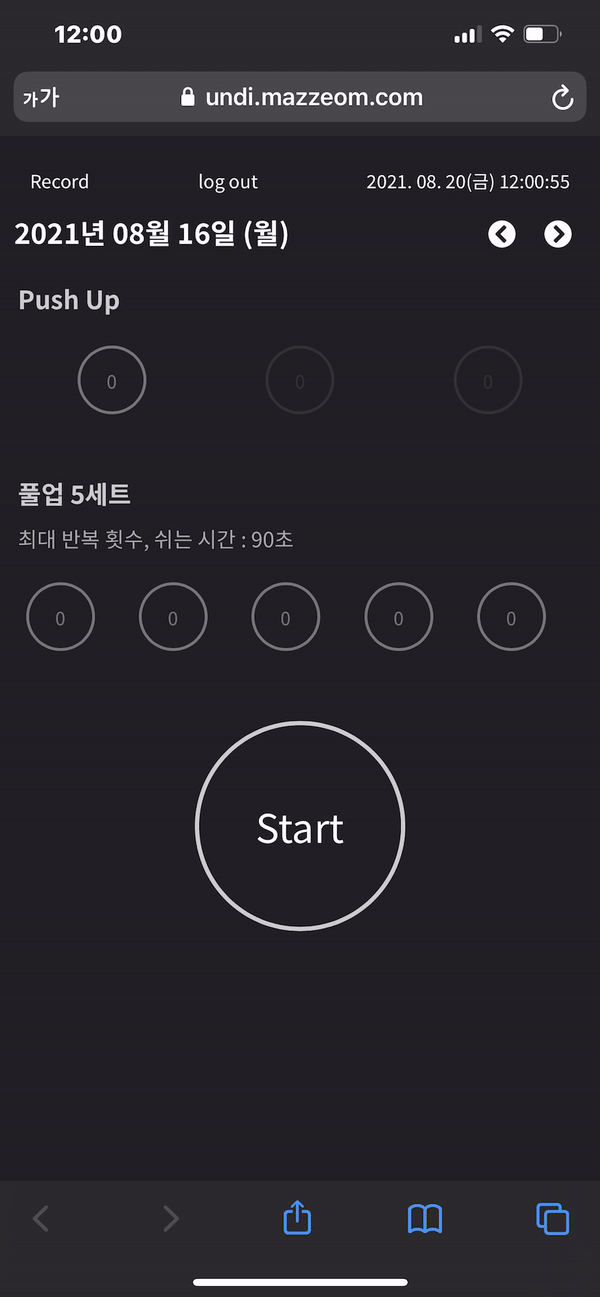 12:00
가가 undi.mazzeom.com
Record log out 2021. 08. 20(금) 12:00:55
2021년 08월 16일 (월)
Push Up
0 0 0
풀업 5세트
최대 반복 횟수, 쉬는 시간 : 90초
0 0 0 0 0
Start